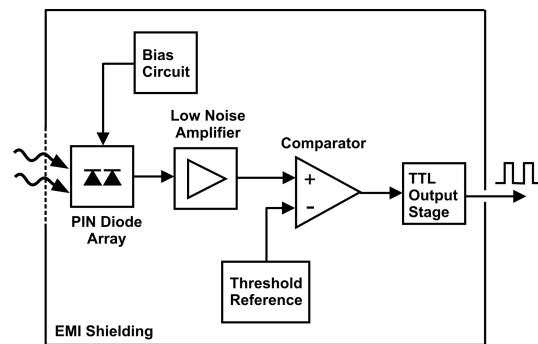 Bias
Circuit
Low Noise
Amplifier
Comparator
+
-
TTL
Output
Stage
PIN Diode
Array
Threshold
Reference
EMI Shielding